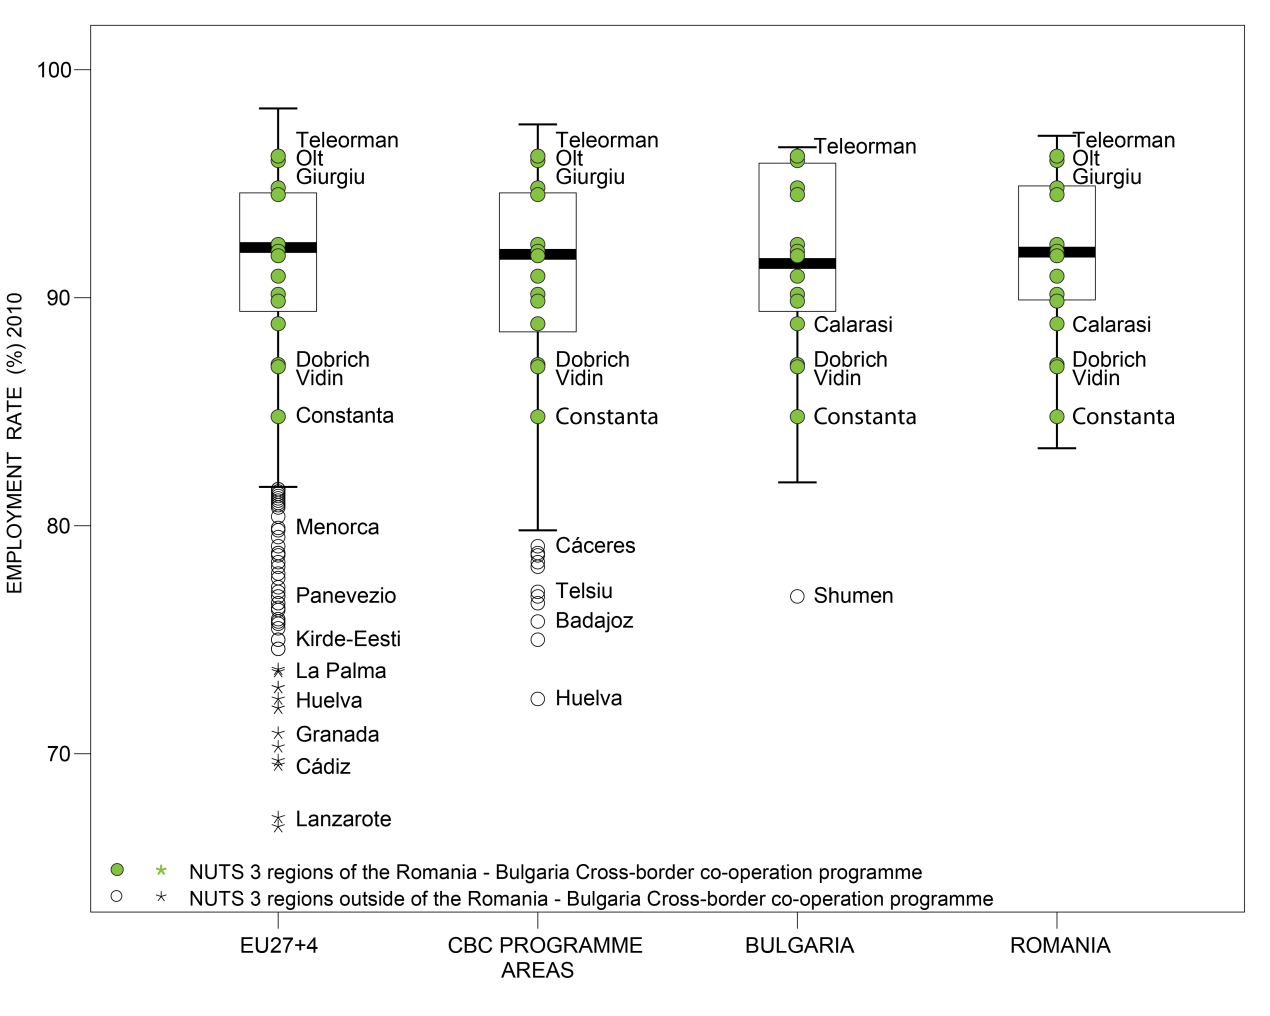 EMPLOYMENT RATE (%) 2010
100
90
80
70
Teleorman
Olt
Giurgiu
Dobrich
Vidin
Constanta
Menorca
Panevezio
Kirde-Eesti
La Palma
Huelva
Granada
Cádiz
Lanzarote
Teleorman
Olt
Giurgiu
Dobrich
Vidin
Constanta
Cáceres
Telsiu
Badajoz
Huelva
Teleorman
Calarasi
Dobrich
Vidin
Constanta
Shumen
Teleorman
Olt
Giurgiu
Calarasi
Dobrich
Vidin
Constanta
NUTS 3 regions of the Romania - Bulgaria Cross-border co-operation programme
NUTS 3 regions outside of the Romania - Bulgaria Cross-border co-operation programme
EU27+4
CBC PROGRAMME
AREAS
BULGARIA
ROMANIA